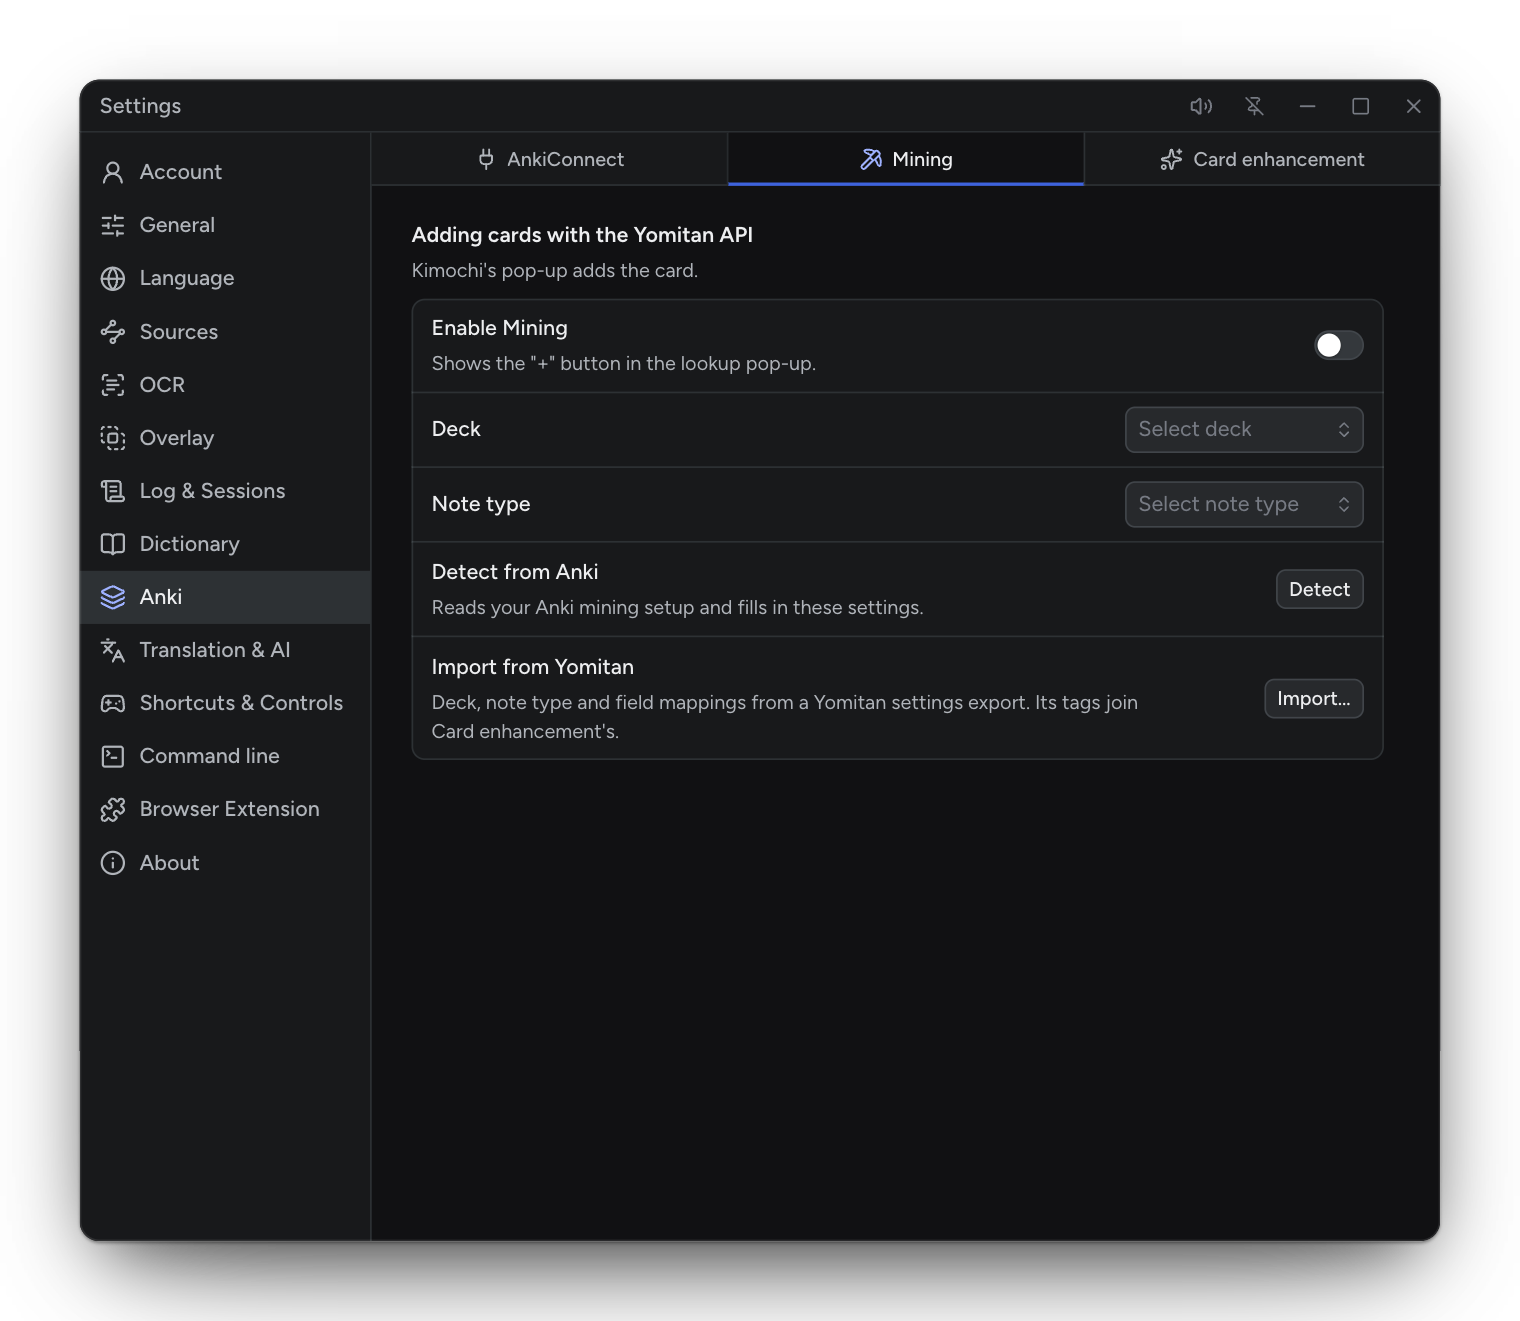 Settings
Account
General
Language
Sources
OCR
Overlay
Log & Sessions
Dictionary
Anki
Translation & AI
Shortcuts & Controls
Command line
Browser Extension
About
AnkiConnect
Mining
Card enhancement
Adding cards with the Yomitan API
Kimochi's pop-up adds the card.
Enable Mining
Shows the "+" button in the lookup pop-up.
Deck
Select deck
Note type
Select note type
Detect from Anki
Reads your Anki mining setup and fills in these settings.
Detect
Import from Yomitan
Deck, note type and field mappings from a Yomitan settings export. Its tags join
Card enhancement's.
Import...